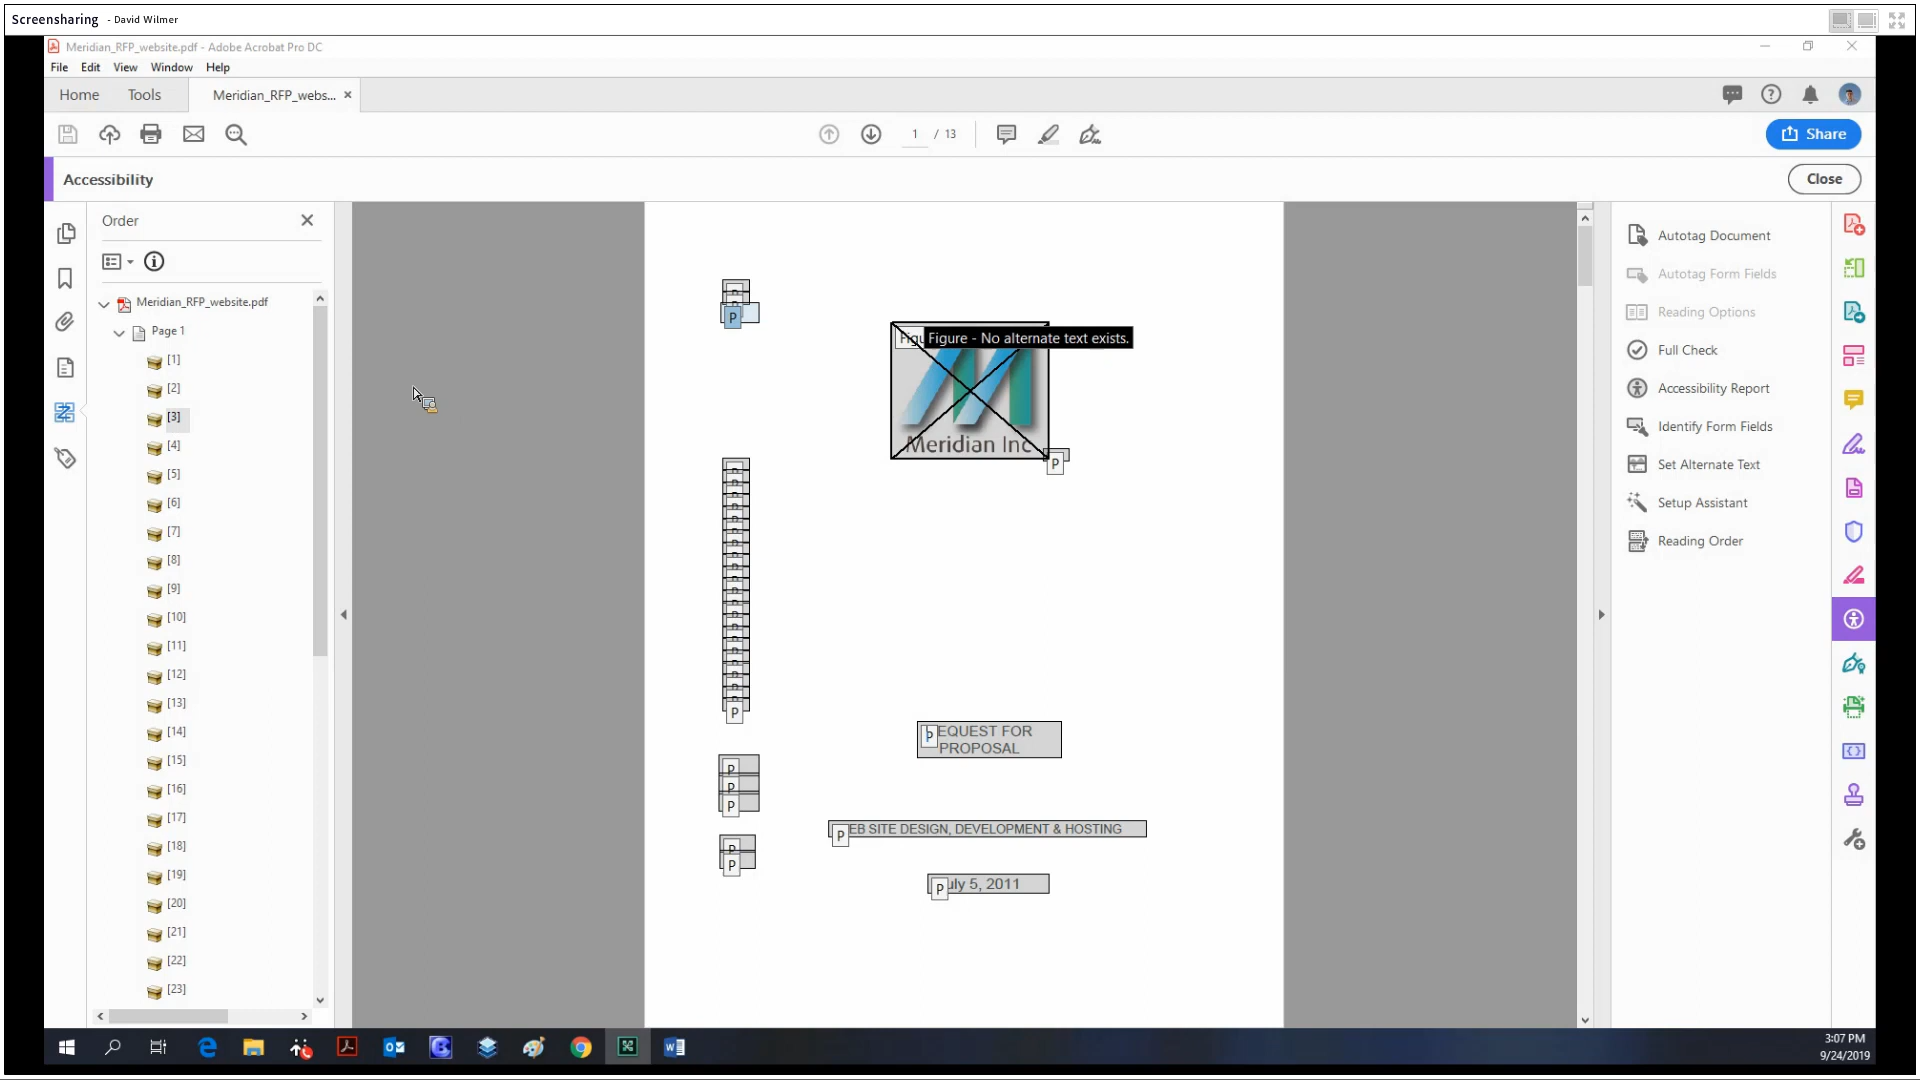 Screensharing - David Wilmer
Meridian_RFP_website.pdf - Adobe Acrobat Pro DC
File Edit View Window Help
Home Tools Meridian_RFP_webs... ×
1 / 13
Share
Accessibility
Close
Order
Meridian_RFP_website.pdf
Page 1
[1]
[2]
[3]
[4]
[5]
[6]
[7]
[8]
[9]
[10]
[11]
[12]
[13]
[14]
[15]
[16]
[17]
[18]
[19]
[20]
[21]
[22]
[23]
P
Figu
Figure - No alternate text exists.
Meridian Inc
P
P
P
P
P
P
P
P EQUEST FOR
PROPOSAL
P EB SITE DESIGN, DEVELOPMENT & HOSTING
P uly 5, 2011
Autotag Document
Autotag Form Fields
Reading Options
Full Check
Accessibility Report
Identify Form Fields
Set Alternate Text
Setup Assistant
Reading Order
3:07 PM
9/24/2019